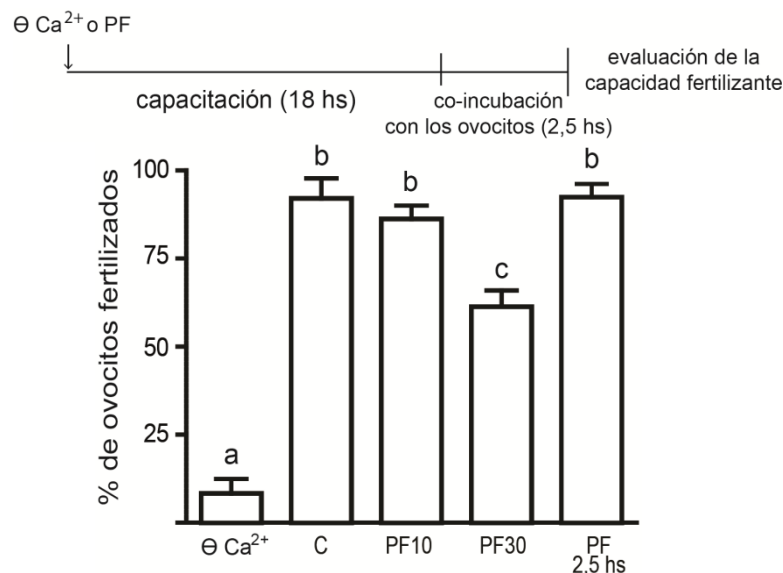 Ɵ Ca²⁺ o PF
capacitación (18 hs)
co-incubación
con los ovocitos (2,5 hs)
evaluación de la
capacidad fertilizante
% de ovocitos fertilizados
100
75
50
25
a
b
b
c
b
Ɵ Ca²⁺
C
PF10
PF30
PF
2.5 hs